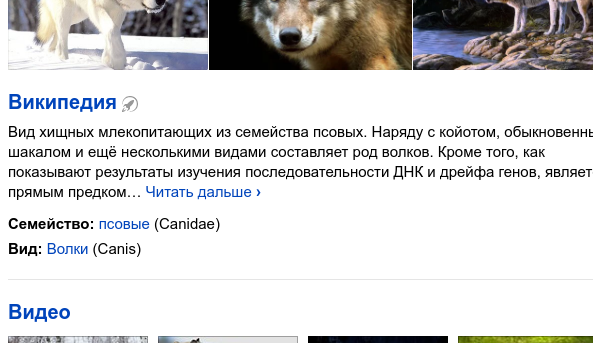 Википедия
Вид хищных млекопитающих из семейства псовых. Наряду с койотом, обыкновенн
шакалом и ещё несколькими видами составляет род волков. Кроме того, как
показывают результаты изучения последовательности ДНК и дрейфа генов, являет
прямым предком… Читать дальше ›
Семейство: псовые (Canidae)
Вид: Волки (Canis)
Видео